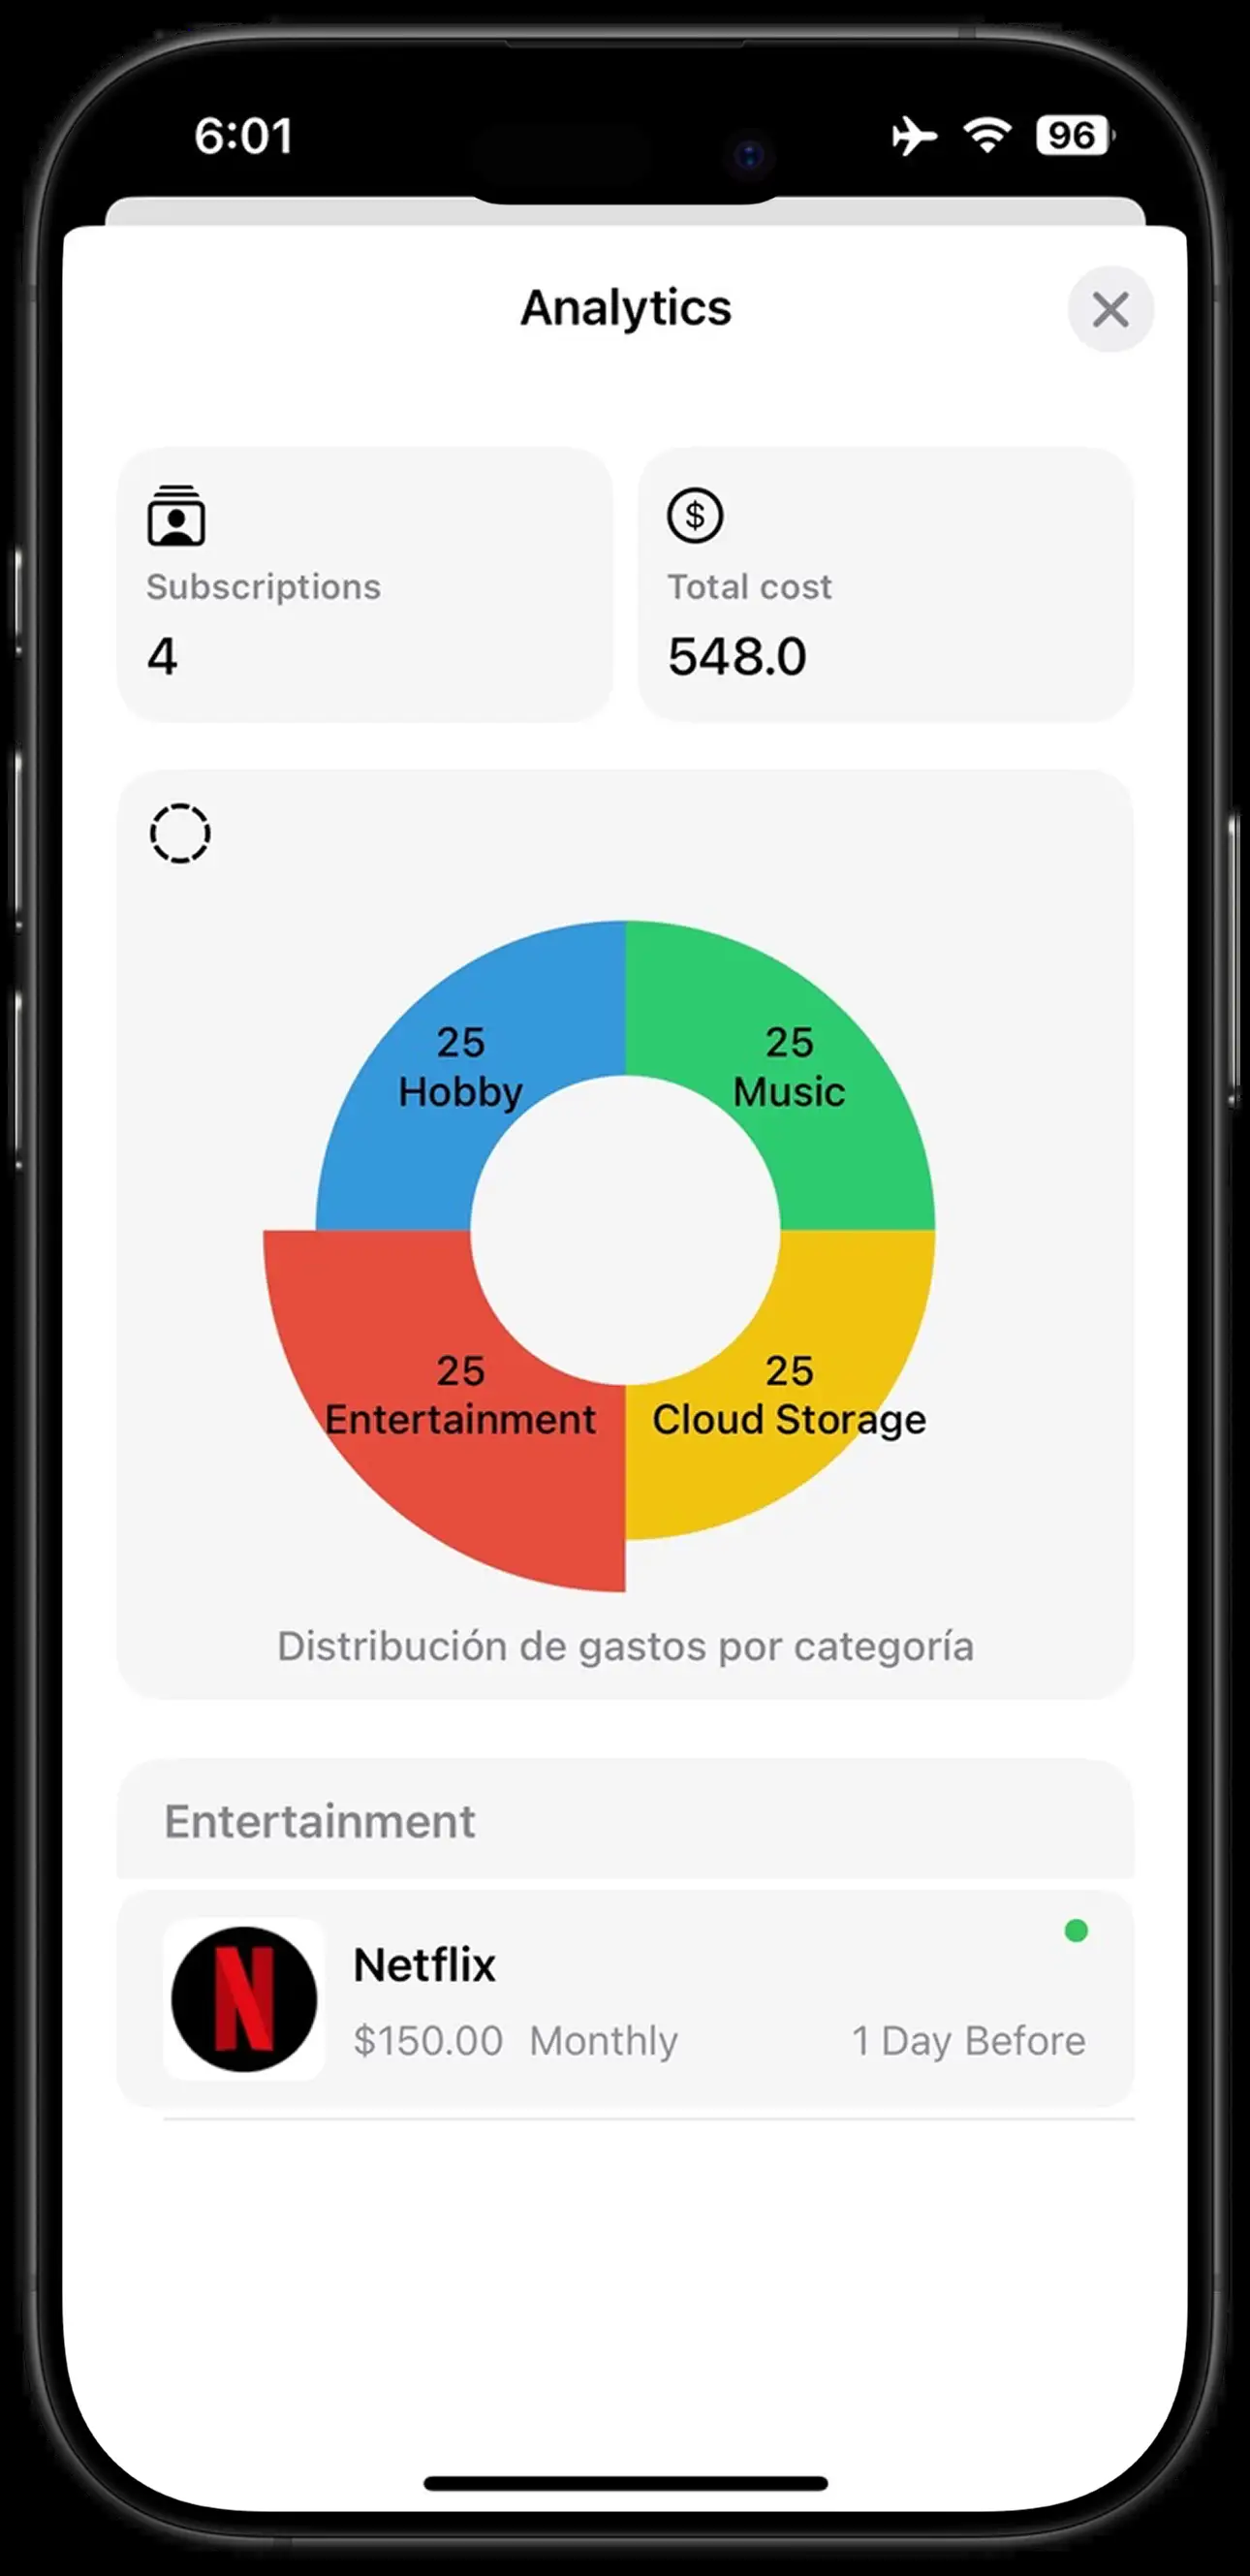 6:01
96
Analytics
Subscriptions
4
$
Total cost
548.0
25
Hobby
25
Music
25
Entertainment
25
Cloud Storage
Distribución de gastos por categoría
Entertainment
N
Netflix
$150.00 Monthly
1 Day Before